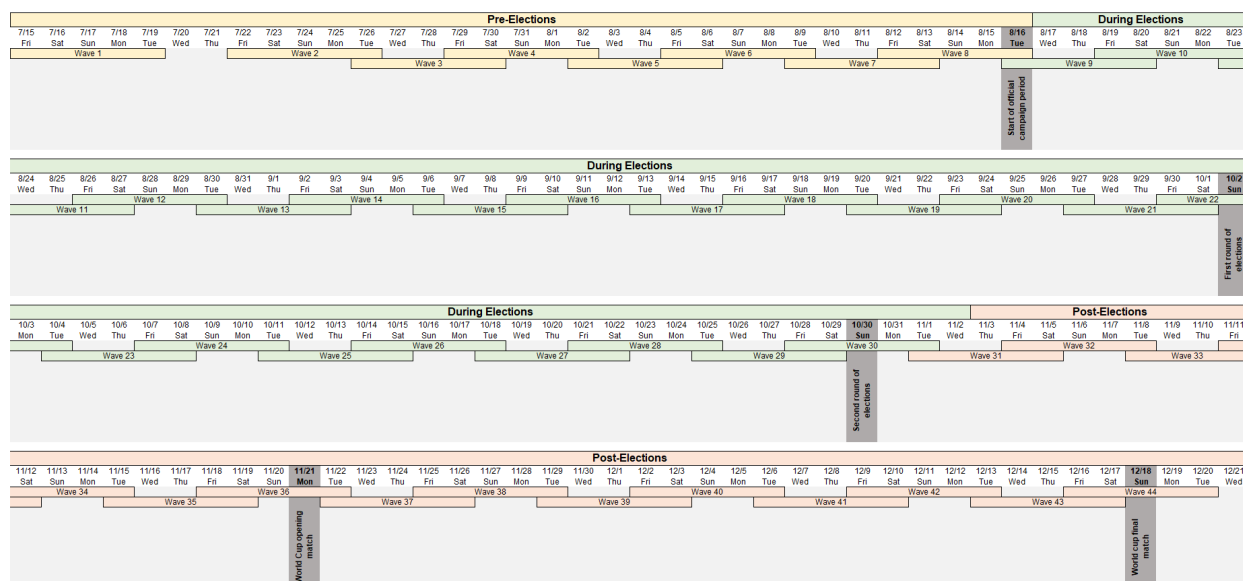 Pre-Elections During Elections
7/15 7/16 7/17 7/18 7/19 7/20 7/21 7/22 7/23 7/24 7/25 7/26 7/27 7/28 7/29 7/30 7/31 8/1 8/2 8/3 8/4 8/5 8/6 8/7 8/8 8/9 8/10 8/11 8/12 8/13 8/14 8/15 8/16 8/17 8/18 8/19 8/20 8/21 8/22 8/23
Fri Sat Sun Mon Tue Wed Thu Fri Sat Sun Mon Tue Wed Thu Fri Sat Sun Mon Tue Wed Thu Fri Sat Sun Mon Tue Wed Thu Fri Sat Sun Mon Tue Wed Thu Fri Sat Sun Mon Tue
Wave 1 Wave 2 Wave 4 Wave 6 Wave 8 Wave 10
Wave 3 Wave 5 Wave 7 Wave 9
Start of official
campaign period
During Elections
8/24 8/25 8/26 8/27 8/28 8/29 8/30 8/31 9/1 9/2 9/3 9/4 9/5 9/6 9/7 9/8 9/9 9/10 9/11 9/12 9/13 9/14 9/15 9/16 9/17 9/18 9/19 9/20 9/21 9/22 9/23 9/24 9/25 9/26 9/27 9/28 9/29 9/30 10/1 10/2
Wed Thu Fri Sat Sun Mon Tue Wed Thu Fri Sat Sun Mon Tue Wed Thu Fri Sat Sun Mon Tue Wed Thu Fri Sat Sun Mon Tue Wed Thu Fri Sat Sun Mon Tue Wed Thu Fri Sat Sun
Wave 12 Wave 14 Wave 16 Wave 18 Wave 20 Wave 22
Wave 11 Wave 13 Wave 15 Wave 17 Wave 19 Wave 21
First round of
elections
During Elections Post-Elections
10/3 10/4 10/5 10/6 10/7 10/8 10/9 10/10 10/11 10/12 10/13 10/14 10/15 10/16 10/17 10/18 10/19 10/20 10/21 10/22 10/23 10/24 10/25 10/26 10/27 10/28 10/29 10/30 10/31 11/1 11/2 11/3 11/4 11/5 11/6 11/7 11/8 11/9 11/10 11/11
Mon Tue Wed Thu Fri Sat Sun Mon Tue Wed Thu Fri Sat Sun Mon Tue Wed Thu Fri Sat Sun Mon Tue Wed Thu Fri Sat Sun Mon Tue Wed Thu Fri Sat Sun Mon Tue Wed Thu Fri
Wave 24 Wave 26 Wave 28 Wave 30 Wave 32
Wave 23 Wave 25 Wave 27 Wave 29 Wave 31 Wave 33
Second round of
elections
Post-Elections
11/12 11/13 11/14 11/15 11/16 11/17 11/18 11/19 11/20 11/21 11/22 11/23 11/24 11/25 11/26 11/27 11/28 11/29 11/30 12/1 12/2 12/3 12/4 12/5 12/6 12/7 12/8 12/9 12/10 12/11 12/12 12/13 12/14 12/15 12/16 12/17 12/18 12/19 12/20 12/21
Sat Sun Mon Tue Wed Thu Fri Sat Sun Mon Tue Wed Thu Fri Sat Sun Mon Tue Wed Thu Fri Sat Sun Mon Tue Wed Thu Fri Sat Sun Mon Tue Wed Thu Fri Sat Sun Mon Tue Wed
Wave 34 Wave 36 Wave 38 Wave 40 Wave 42 Wave 44
Wave 35 Wave 37 Wave 39 Wave 41 Wave 43
World Cup opening
match
World cup final
match